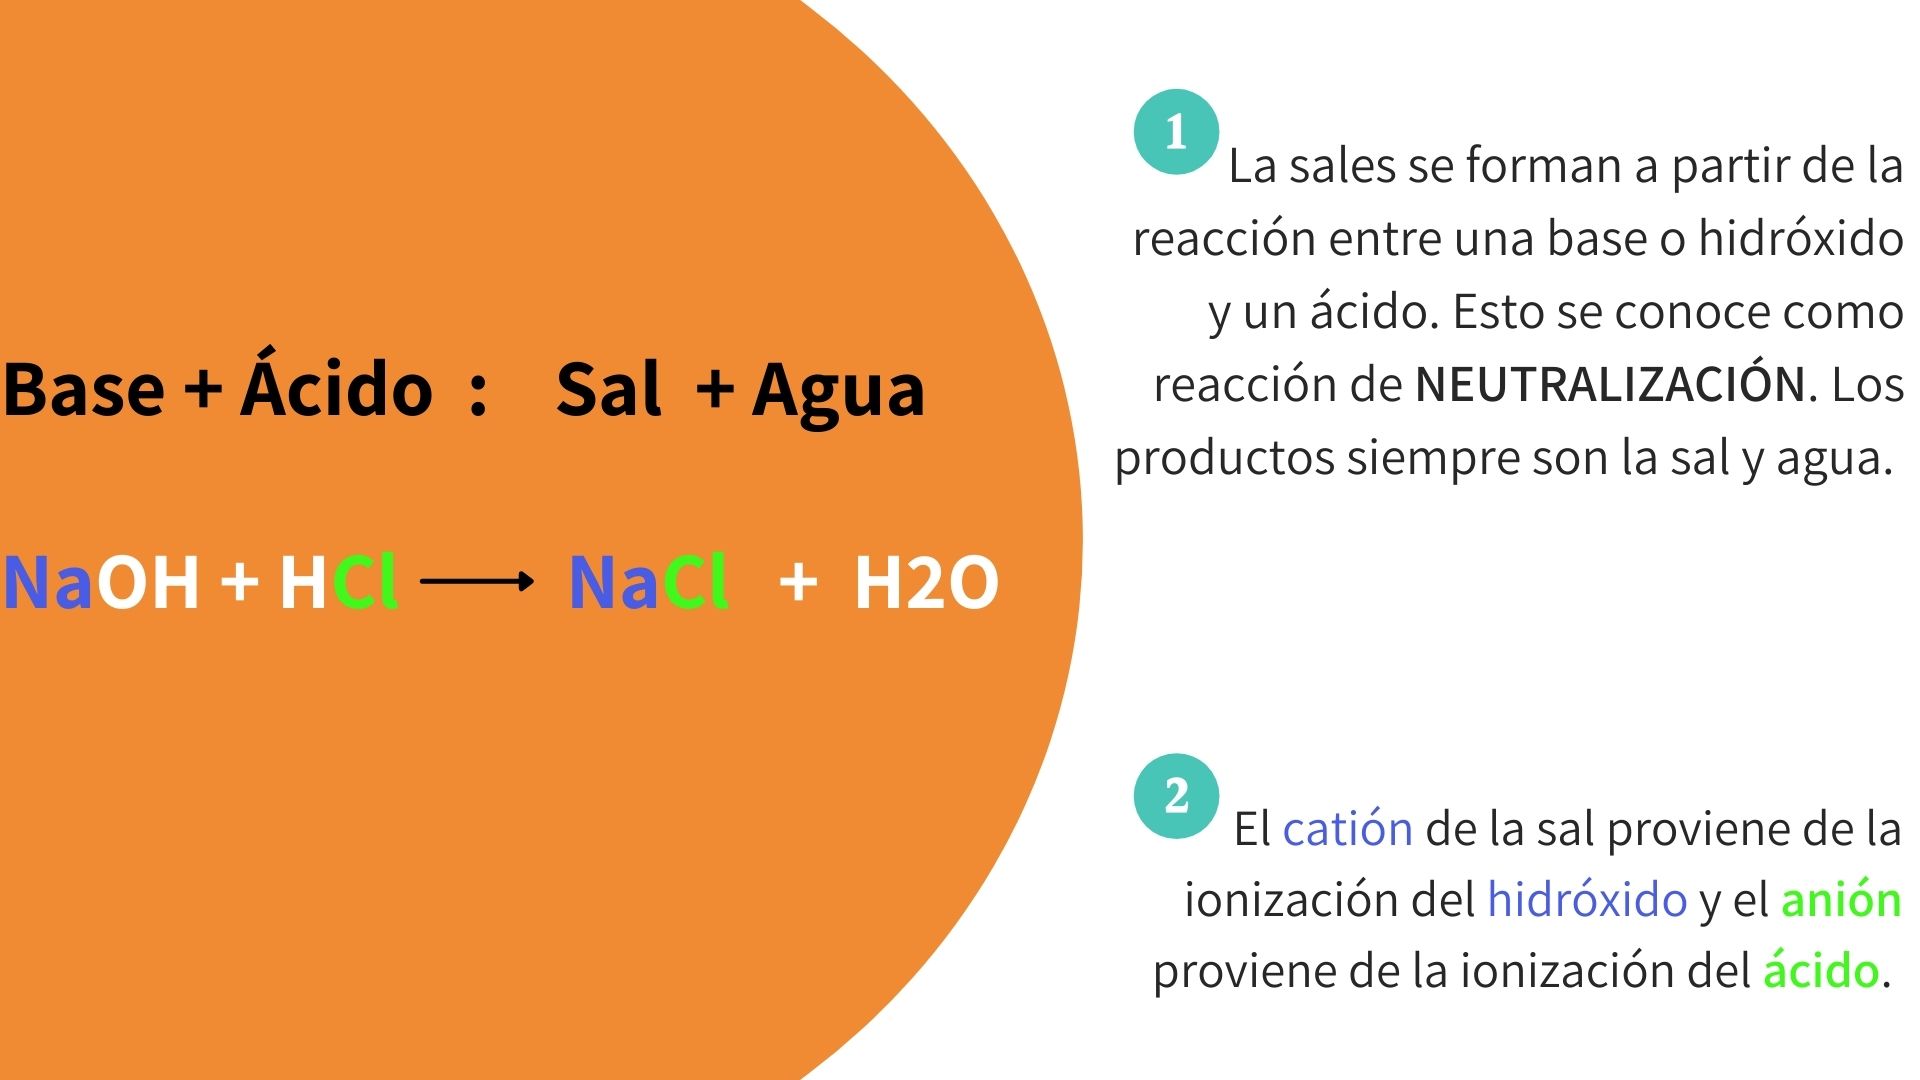 Base + Ácido : Sal + Agua
NaOH + HCl ⟶ NaCl + H2O
1
La sales se forman a partir de la
reacción entre una base o hidróxido
y un ácido. Esto se conoce como
reacción de NEUTRALIZACIÓN. Los
productos siempre son la sal y agua.
2
El catión de la sal proviene de la
ionización del hidróxido y el anión
proviene de la ionización del ácido.